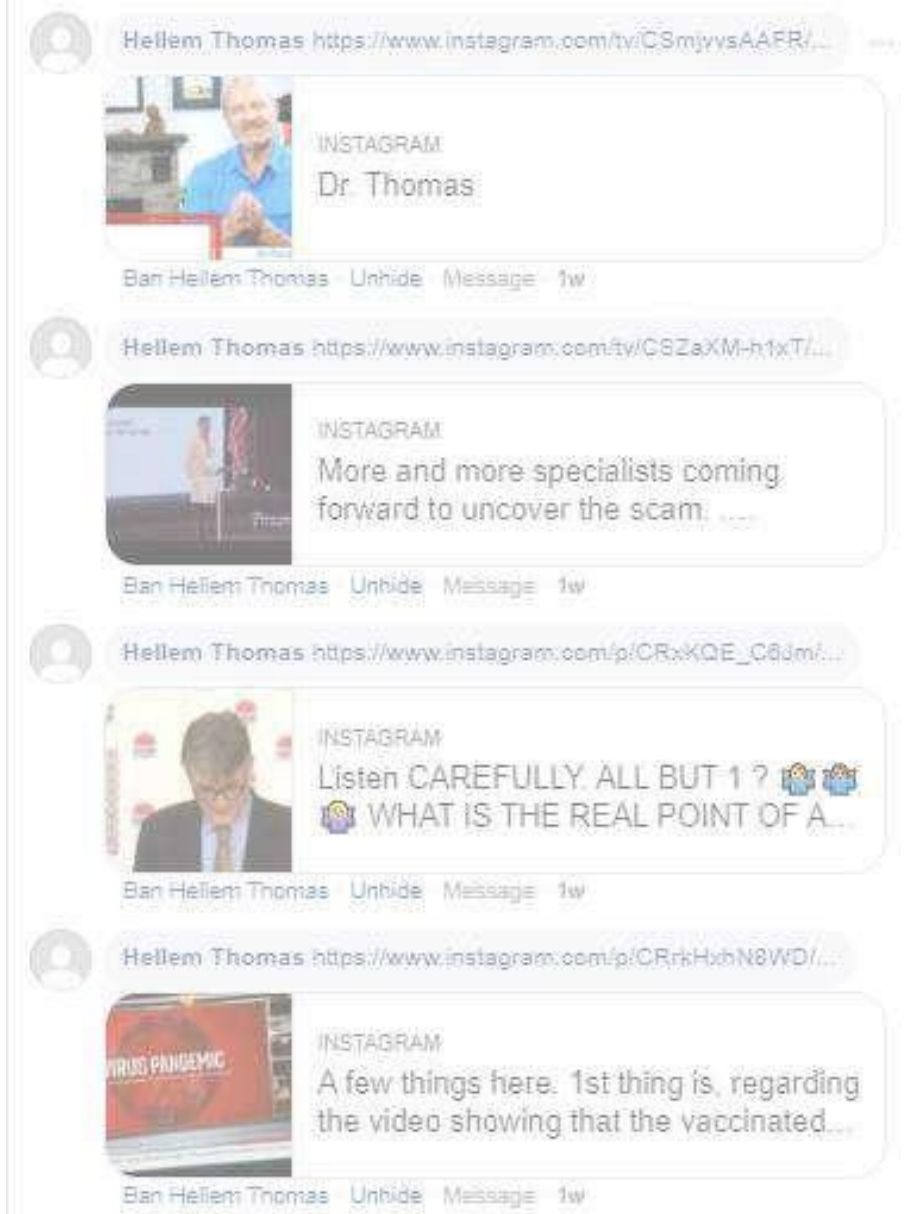 Hellem Thomas https://www.instagram.com/tv/CSmjvvsAAFR/...
INSTAGRAM
Dr. Thomas
Ban Hellem Thomas Unhide Message 1w
Hellem Thomas https://www.instagram.com/tv/CSZaXM-h1xT/...
INSTAGRAM
More and more specialists coming
forward to uncover the scam. ....
Ban Hellem Thomas Unhide Message 1w
Hellem Thomas https://www.instagram.com/p/CRxKQE_C6dm/...
INSTAGRAM
Listen CAREFULLY. ALL BUT 1 ? 🤷🏼‍♂️🤷🏼‍♂️
🤷🏼‍♀️ WHAT IS THE REAL POINT OF A...
Ban Hellem Thomas Unhide Message 1w
Hellem Thomas https://www.instagram.com/p/CRrkHxhN8WD/...
VIRUS PANDEMIC
INSTAGRAM
A few things here. 1st thing is, regarding
the video showing that the vaccinated...
Ban Hellem Thomas Unhide Message 1w